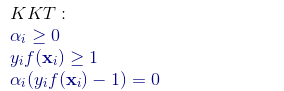 KKT :
αᵢ ≥ 0
yᵢf(𝐱ᵢ) ≥ 1
αᵢ(yᵢf(𝐱ᵢ) − 1) = 0